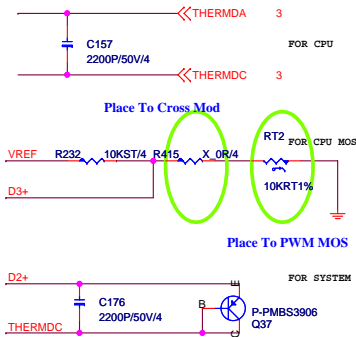 THERMDA 3
C157
2200P/50V/4
FOR CPU
THERMDC 3
Place To Cross Mod
RT2
FOR CPU MOS
VREF R232 10KST/4 R415 X_0R/4
10KRT1%
D3+
Place To PWM MOS
D2+
FOR SYSTEM
E
B
C176
2200P/50V/4
P-PMBS3906
Q37
THERMDC
C